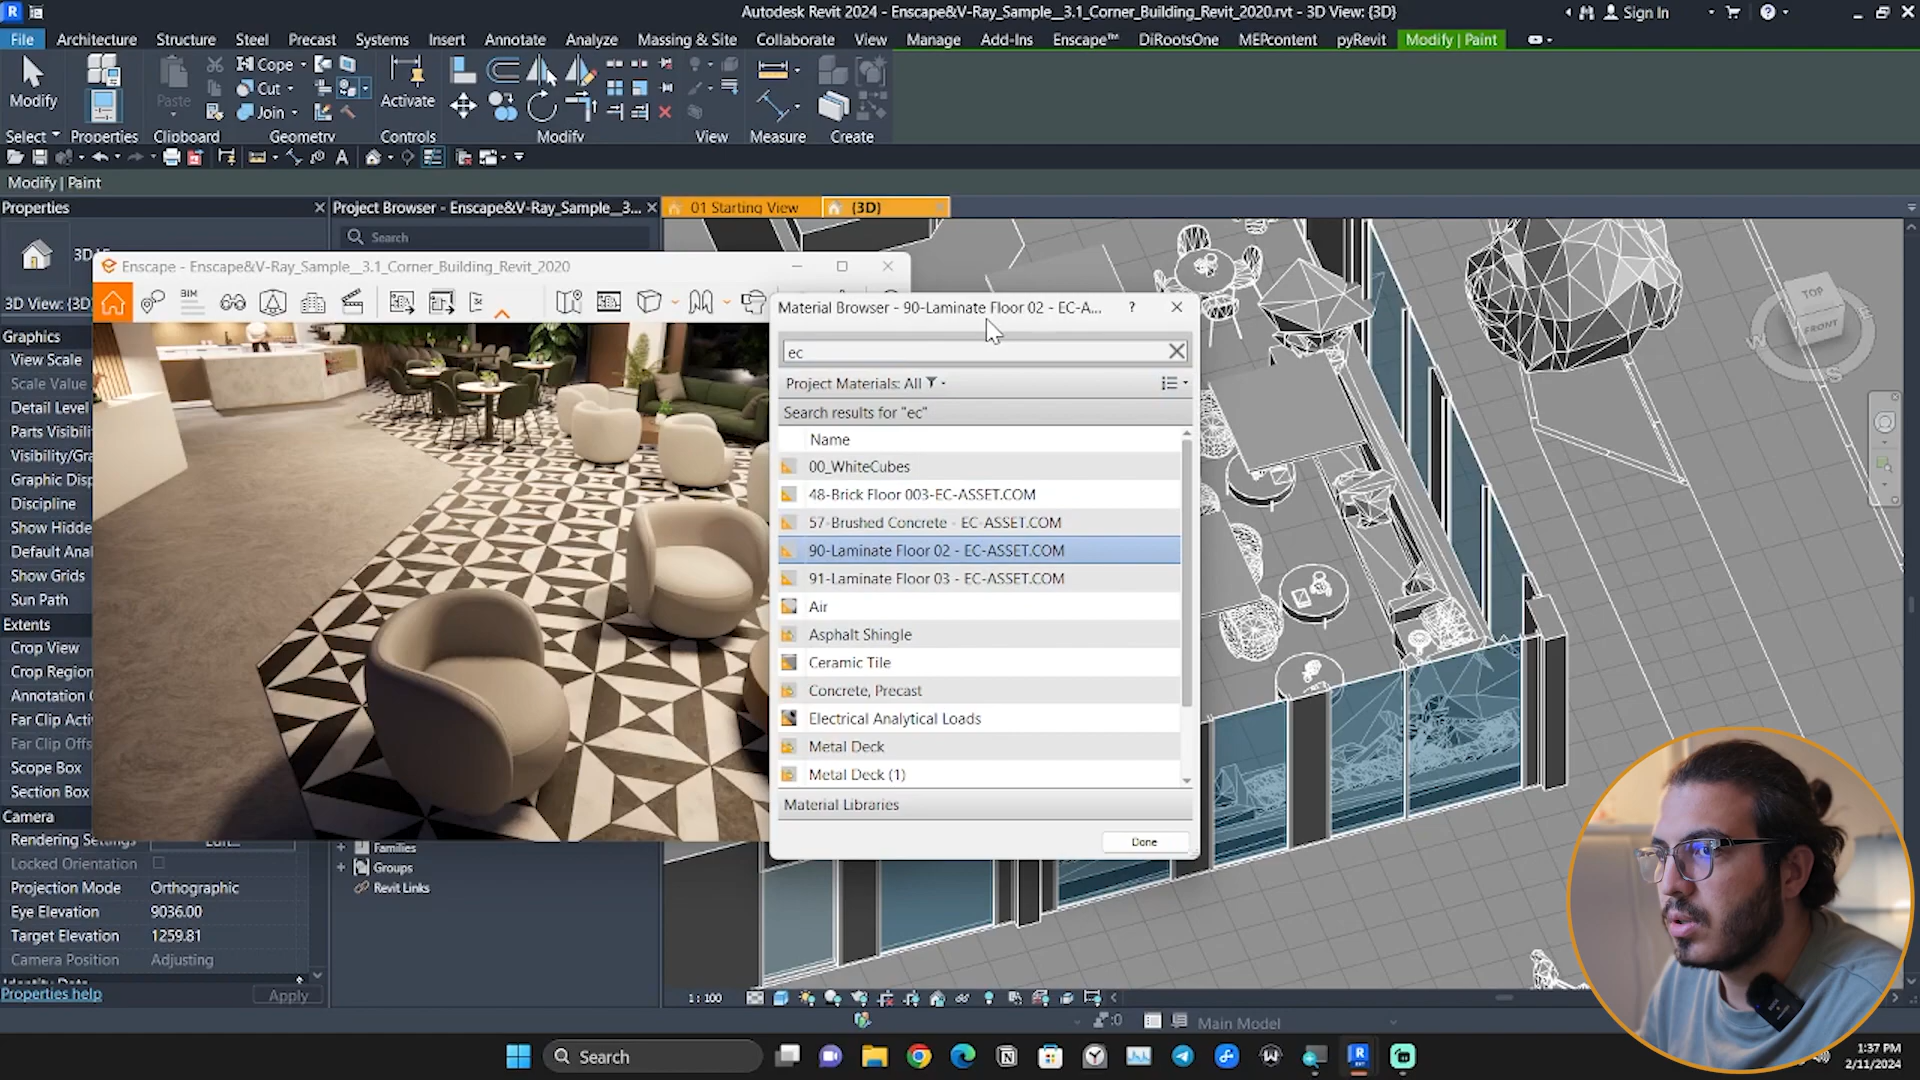 Autodesk Revit 2024 - Enscape&V-Ray_Sample__3.1_Corner_Building_Revit_2020.rvt - 3D View: {3D}
Sign In
File Architecture Structure Steel Precast Systems Insert Annotate Analyze Massing & Site Collaborate View Manage Add-Ins Enscape™ DiRootsOne MEPcontent pyRevit Modify | Paint
Modify
Paste
Cope
Cut
Join
Activate
Select Properties Clipboard Geometry Controls Modify View Measure Create
Modify | Paint
Properties
Project Browser - Enscape&V-Ray_Sample__3...
01 Starting View
(3D)
Search
3D
3D View: {3D}
Graphics
View Scale
Scale Value
Detail Level
Parts Visibili
Visibility/Gra
Graphic Disp
Discipline
Show Hidde
Default Anal
Show Grids
Sun Path
Extents
Crop View
Crop Region
Annotation C
Far Clip Activ
Far Clip Offs
Scope Box
Section Box
Camera
Rendering Settings
Locked Orientation
Projection Mode Orthographic
Eye Elevation 9036.00
Target Elevation 1259.81
Camera Position Adjusting
Properties help
Apply
Families
Groups
Revit Links
Enscape - Enscape&V-Ray_Sample__3.1_Corner_Building_Revit_2020
BIM
Material Browser - 90-Laminate Floor 02 - EC-A...
?
ec
Project Materials: All
Search results for "ec"
Name
00_WhiteCubes
48-Brick Floor 003-EC-ASSET.COM
57-Brushed Concrete - EC-ASSET.COM
90-Laminate Floor 02 - EC-ASSET.COM
91-Laminate Floor 03 - EC-ASSET.COM
Air
Asphalt Shingle
Ceramic Tile
Concrete, Precast
Electrical Analytical Loads
Metal Deck
Metal Deck (1)
Material Libraries
Done
TOP
FRONT
W
S
1 : 100
:0
Main Model
Search
1:37 PM
2/11/2024